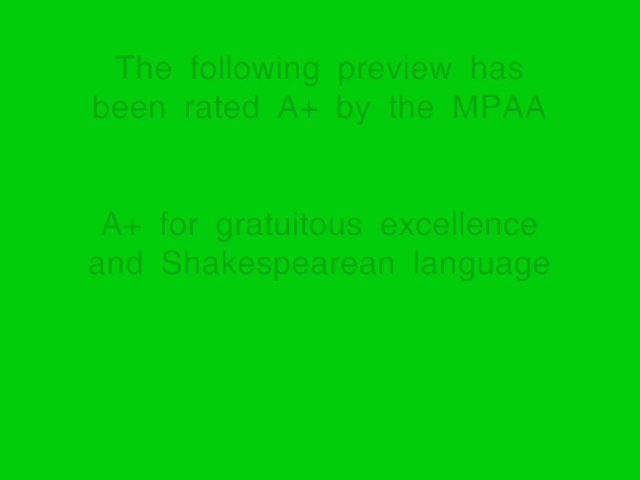 The following preview has
been rated A+ by the MPAA
A+ for gratuitous excellence
and Shakespearean language